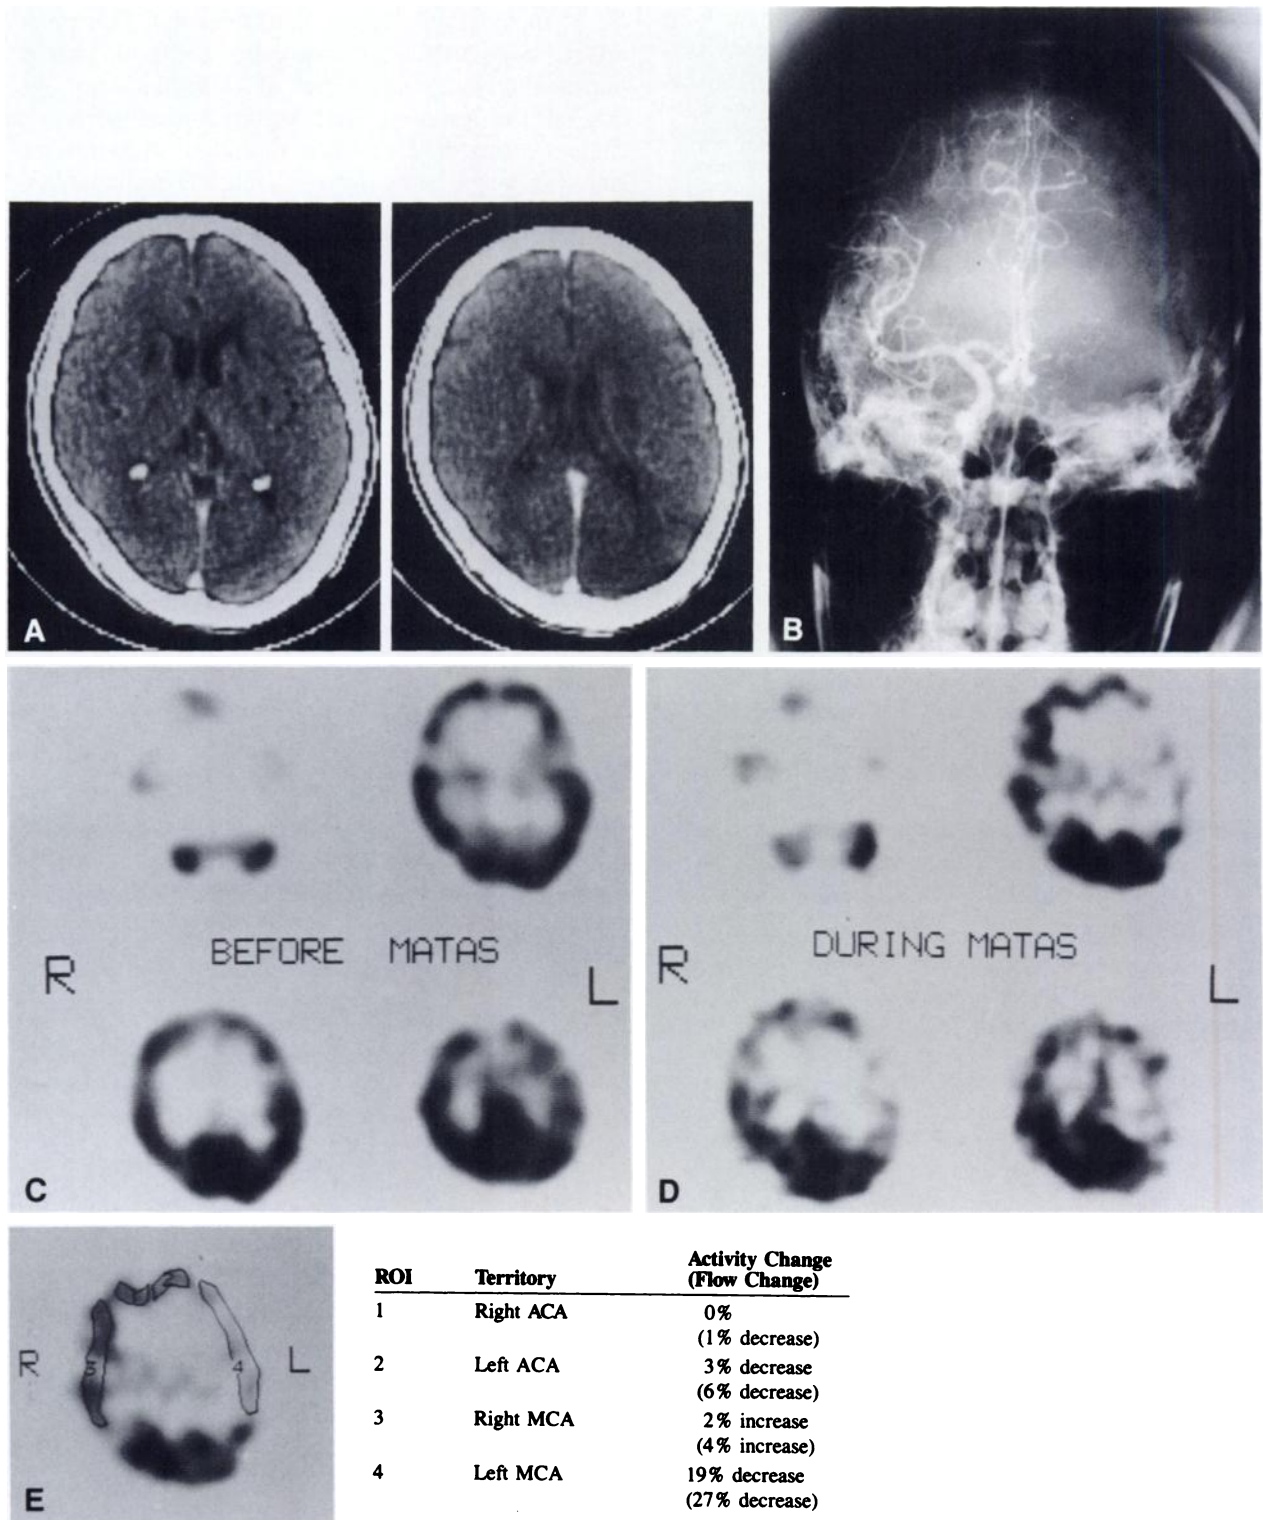 A
B
BEFORE MATAS
R
L
C
DURING MATAS
R
L
D
2
R
3
4
L
E
ROI Territory Activity Change
(Flow Change)
1 Right ACA 0%
(1% decrease)
2 Left ACA 3% decrease
(6% decrease)
3 Right MCA 2% increase
(4% increase)
4 Left MCA 19% decrease
(27% decrease)